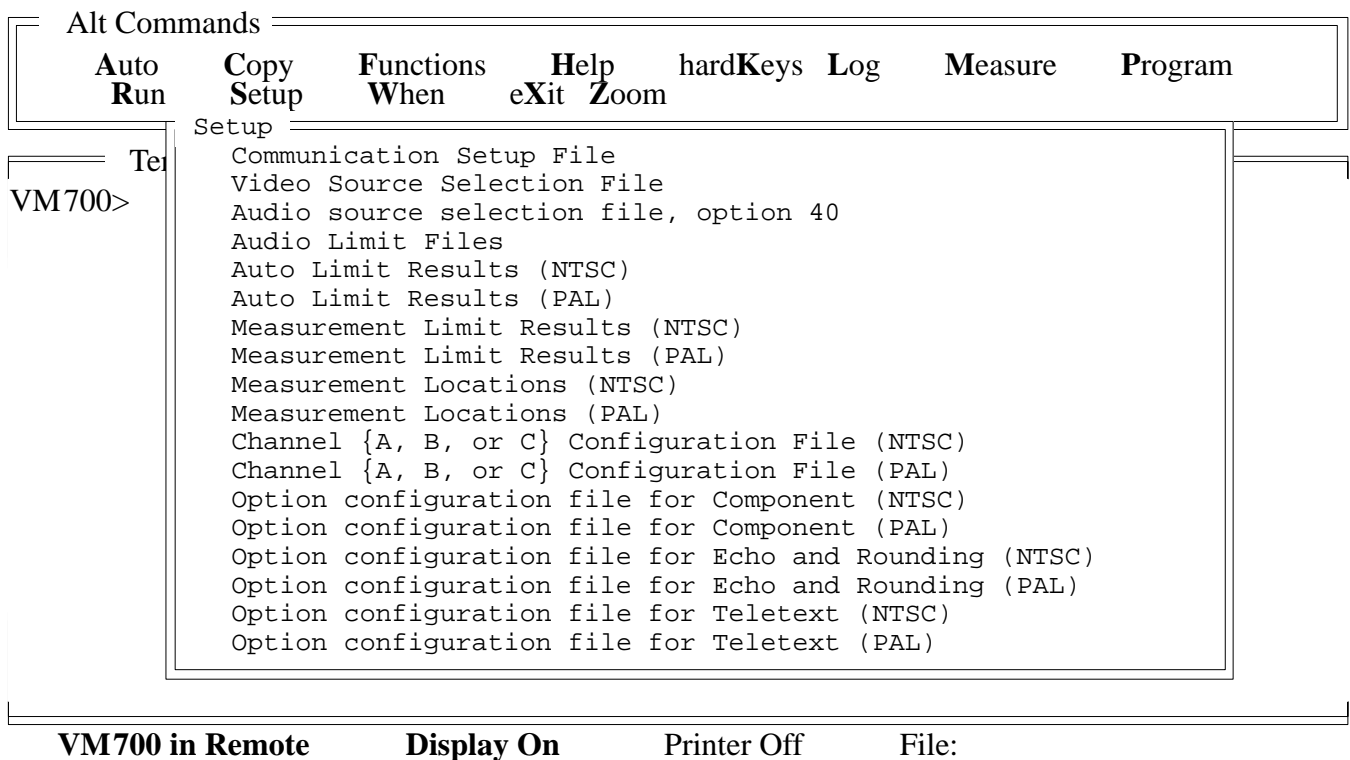 Alt Commands
Auto Copy Functions Help hardKeys Log Measure Program
Run Setup When eXit Zoom
Setup
Communication Setup File
Ter
Video Source Selection File
VM700>
Audio source selection file, option 40
Audio Limit Files
Auto Limit Results (NTSC)
Auto Limit Results (PAL)
Measurement Limit Results (NTSC)
Measurement Limit Results (PAL)
Measurement Locations (NTSC)
Measurement Locations (PAL)
Channel {A, B, or C} Configuration File (NTSC)
Channel {A, B, or C} Configuration File (PAL)
Option configuration file for Component (NTSC)
Option configuration file for Component (PAL)
Option configuration file for Echo and Rounding (NTSC)
Option configuration file for Echo and Rounding (PAL)
Option configuration file for Teletext (NTSC)
Option configuration file for Teletext (PAL)
VM700 in Remote Display On Printer Off File: